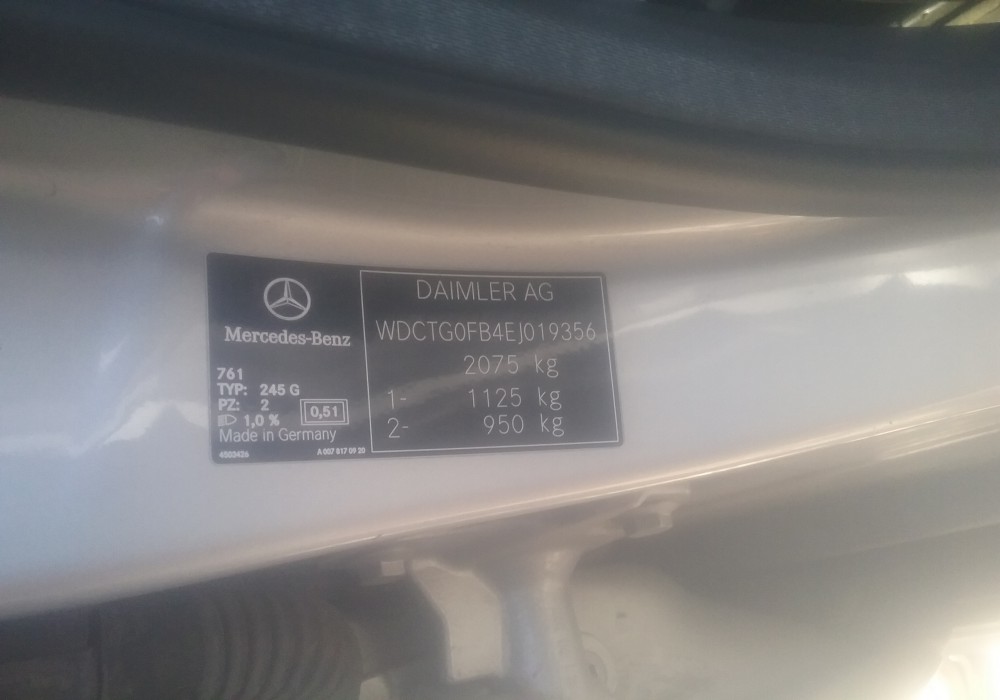 Mercedes-Benz
761
TYP: 245 G
PZ: 2
1,0 %
0,51
Made in Germany
4503426
A 007 817 09 20
DAIMLER AG
WDCTG0FB4EJ019356
2075 kg
1- 1125 kg
2- 950 kg